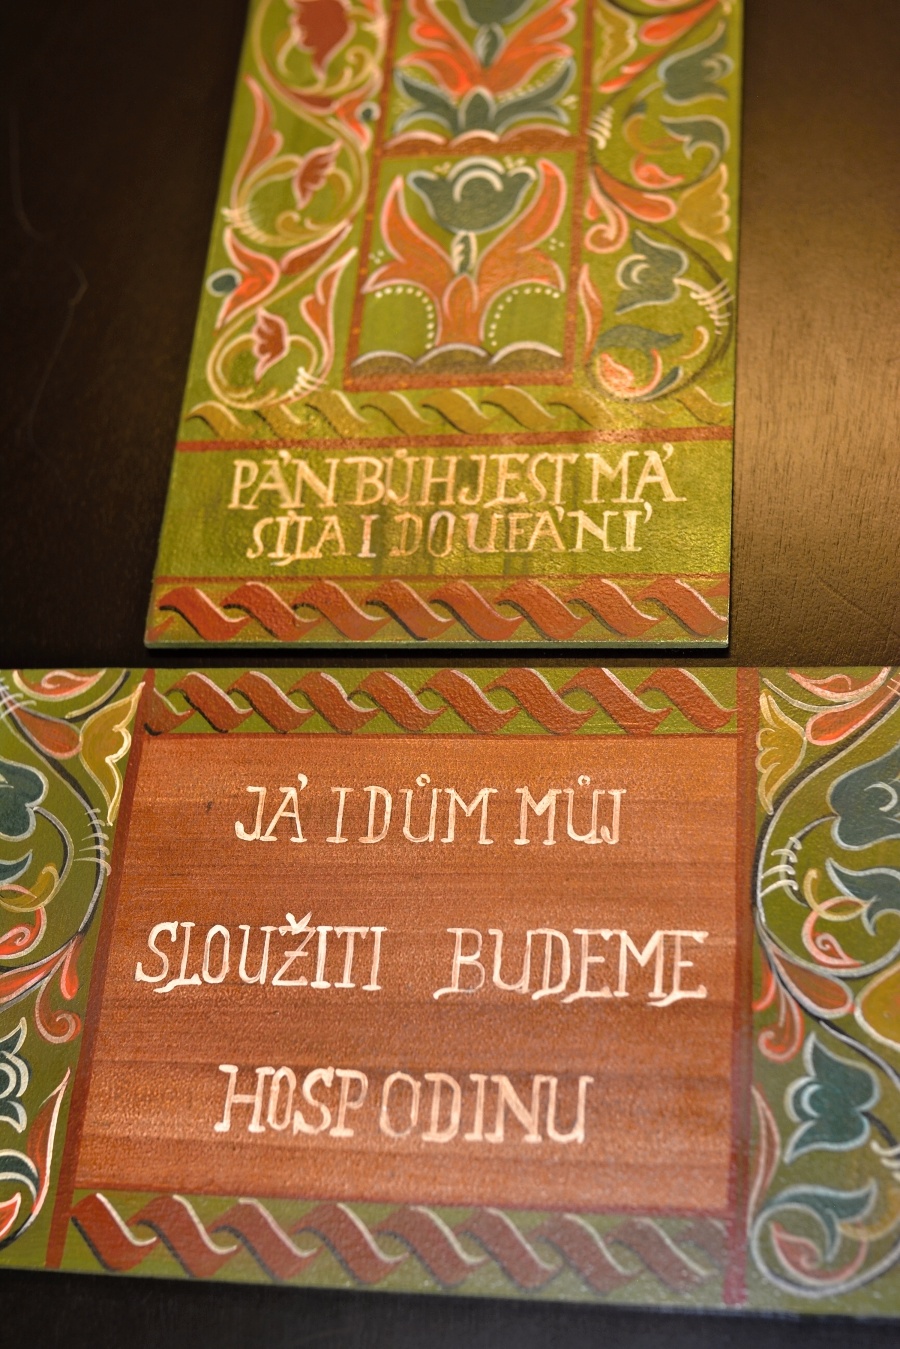 PÁN BŮH JEST MÁ
SÍLA I DOUFÁNÍ
JÁ I DŮM MŮJ
SLOUŽITI BUDEME
HOSPODINU